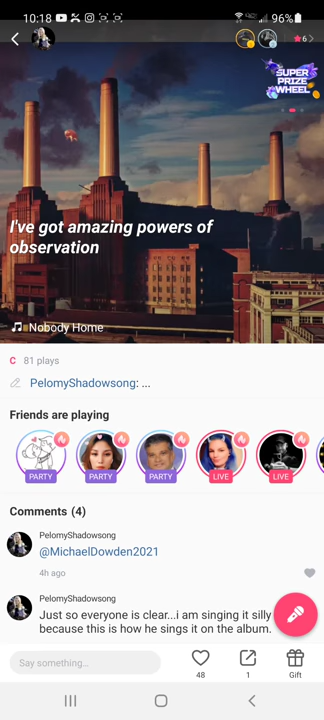 10:18
96%
6
SUPER
PRIZE
WHEEL
I've got amazing powers of
observation
Nobody Home
C 81 plays
PelomyShadowsong: ...
Friends are playing
PARTY
PARTY
PARTY
LIVE
LIVE
Comments (4)
PelomyShadowsong
@MichaelDowden2021
4h ago
PelomyShadowsong
Just so everyone is clear...i am singing it silly
because this is how he sings it on the album.
Say something...
48
1
Gift